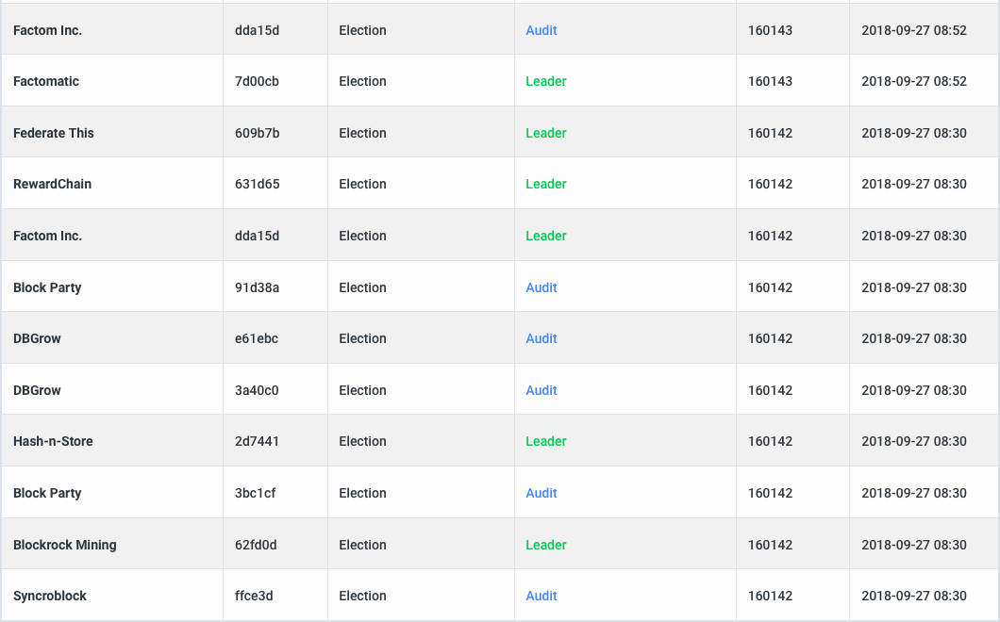 Factom Inc. dda15d Election Audit 160143 2018-09-27 08:52
Factomatic 7d00cb Election Leader 160143 2018-09-27 08:52
Federate This 609b7b Election Leader 160142 2018-09-27 08:30
RewardChain 631d65 Election Leader 160142 2018-09-27 08:30
Factom Inc. dda15d Election Leader 160142 2018-09-27 08:30
Block Party 91d38a Election Audit 160142 2018-09-27 08:30
DBGrow e61ebc Election Audit 160142 2018-09-27 08:30
DBGrow 3a40c0 Election Audit 160142 2018-09-27 08:30
Hash-n-Store 2d7441 Election Leader 160142 2018-09-27 08:30
Block Party 3bc1cf Election Audit 160142 2018-09-27 08:30
Blockrock Mining 62fd0d Election Leader 160142 2018-09-27 08:30
Syncroblock ffce3d Election Audit 160142 2018-09-27 08:30